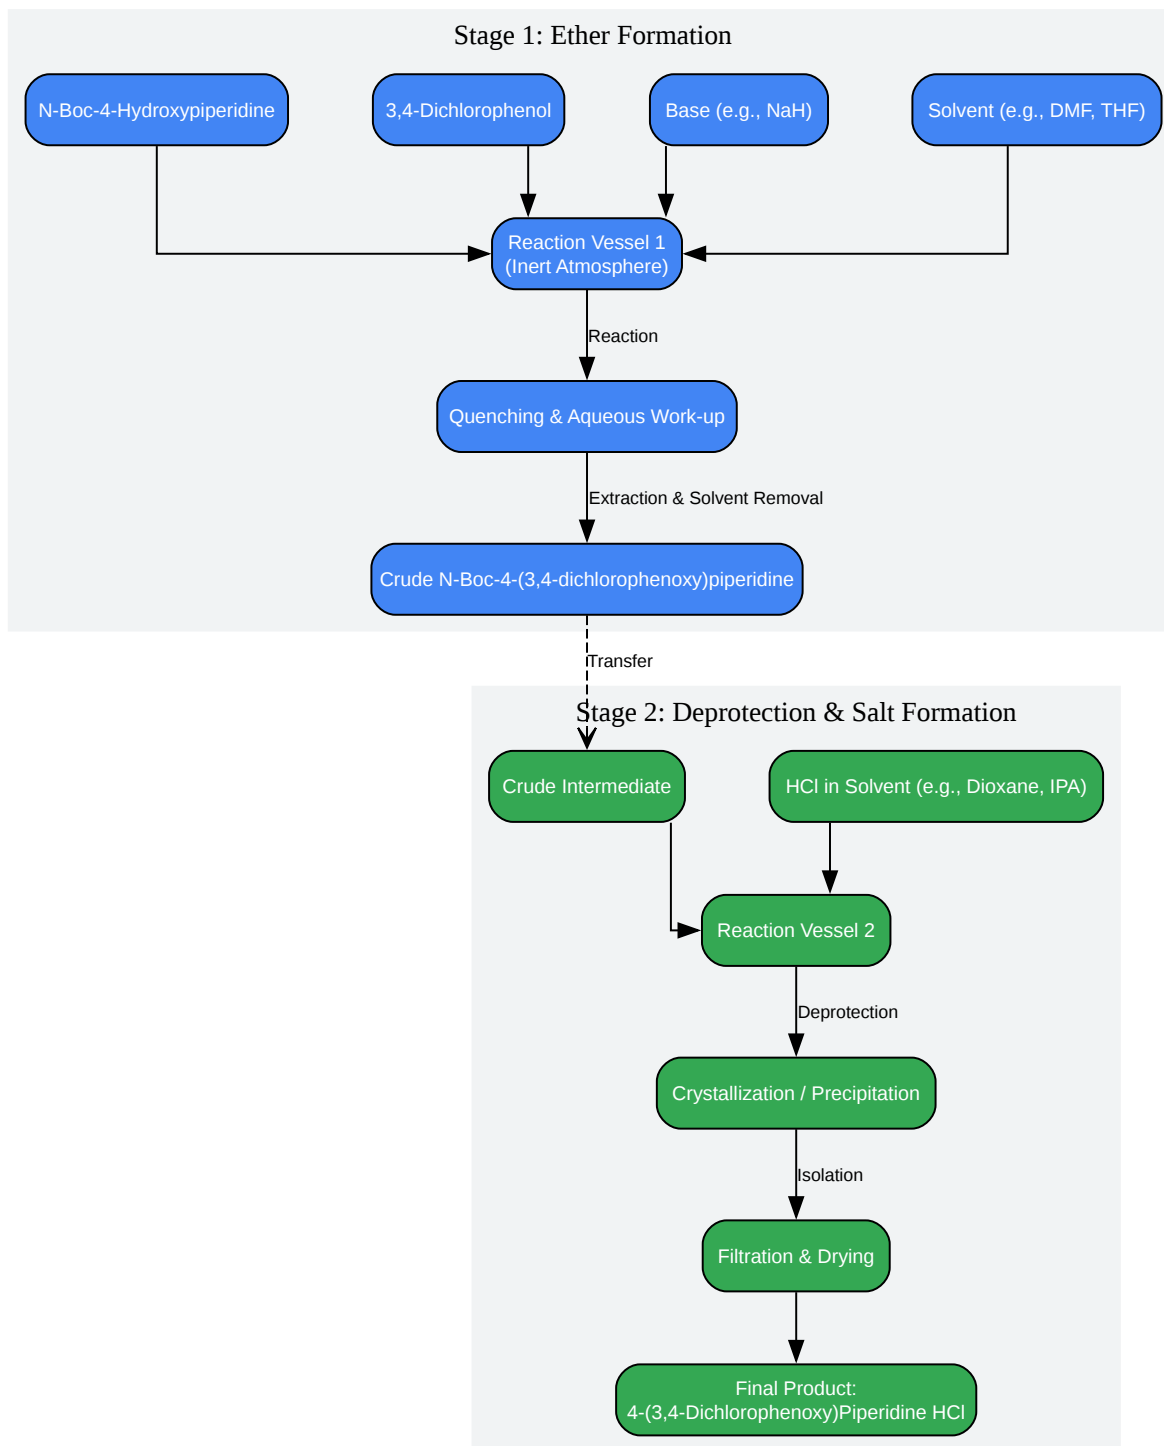 Stage 1: Ether Formation
N-Boc-4-Hydroxypiperidine
3,4-Dichlorophenol
Base (e.g., NaH)
Solvent (e.g., DMF, THF)
Reaction Vessel 1
(Inert Atmosphere)
Reaction
Quenching & Aqueous Work-up
Extraction & Solvent Removal
Crude N-Boc-4-(3,4-dichlorophenoxy)piperidine
Transfer
Stage 2: Deprotection & Salt Formation
Crude Intermediate
HCl in Solvent (e.g., Dioxane, IPA)
Reaction Vessel 2
Deprotection
Crystallization / Precipitation
Isolation
Filtration & Drying
Final Product:
4-(3,4-Dichlorophenoxy)Piperidine HCl